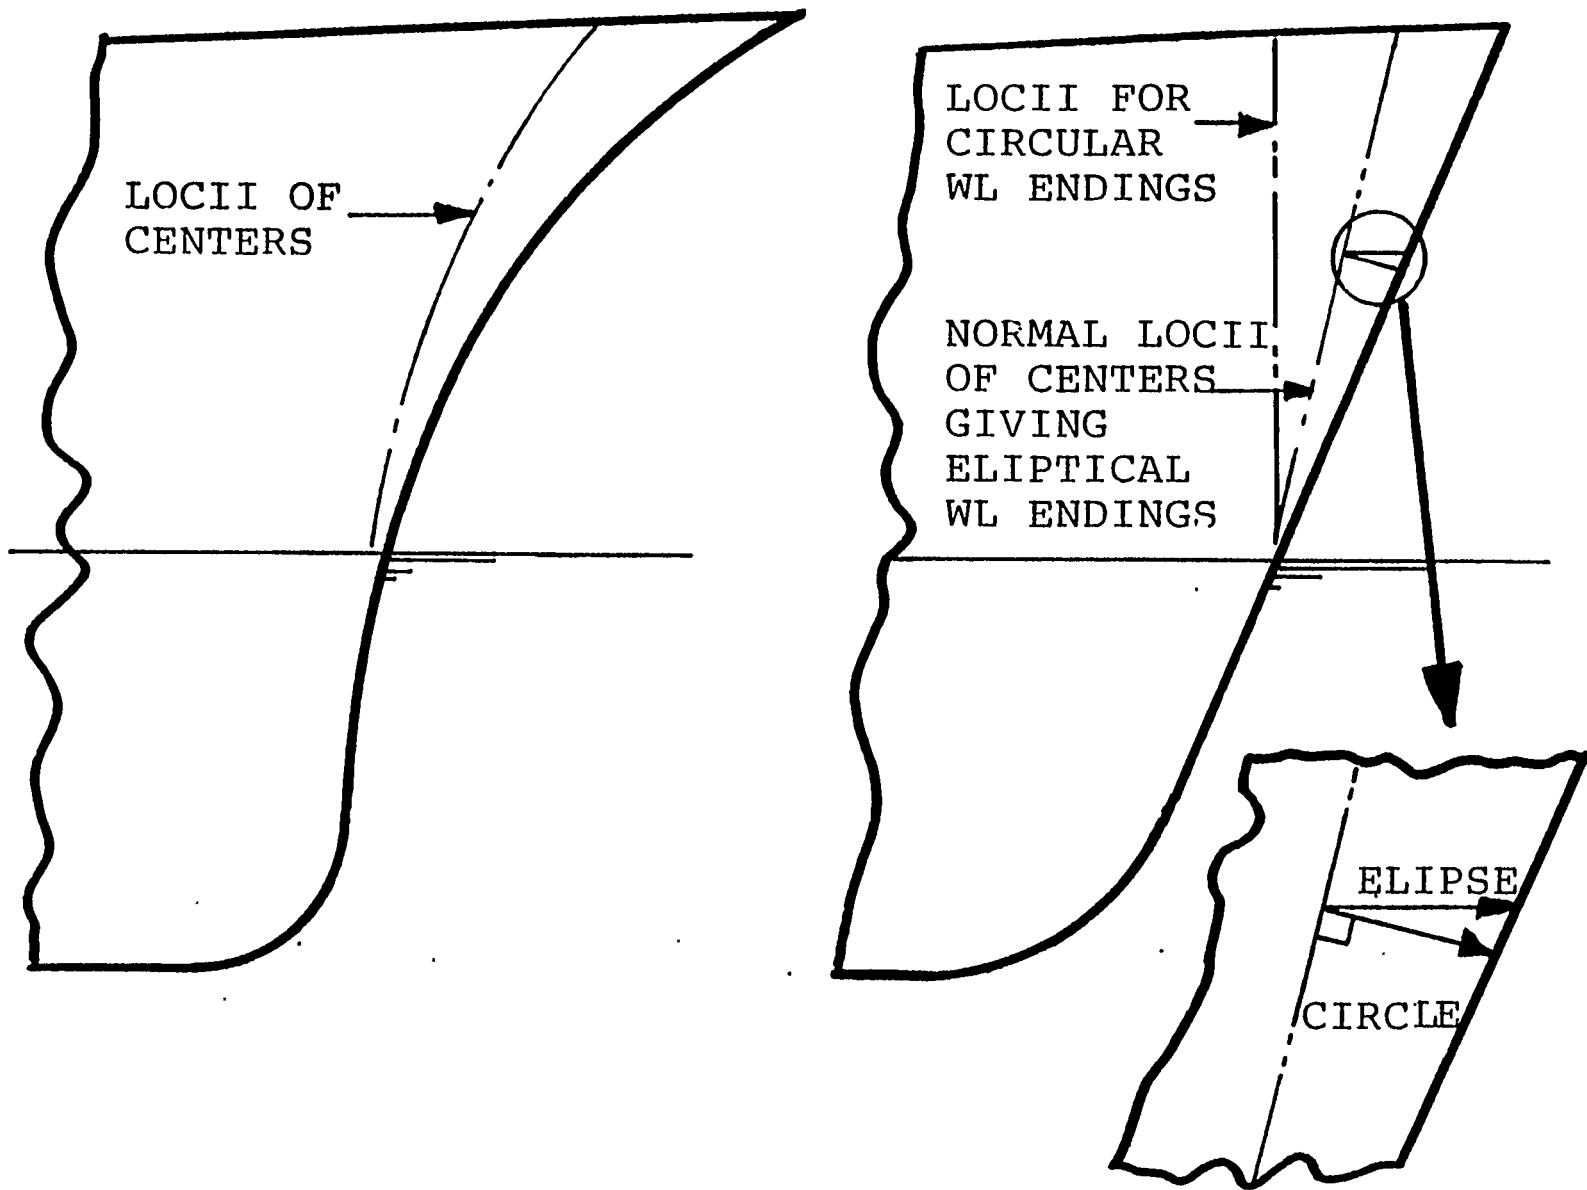 LOCII OF
CENTERS
LOCII FOR
CIRCULAR
WL ENDINGS
NORMAL LOCII
OF CENTERS
GIVING
ELIPTICAL
WL ENDINGS
ELIPSE
CIRCLE